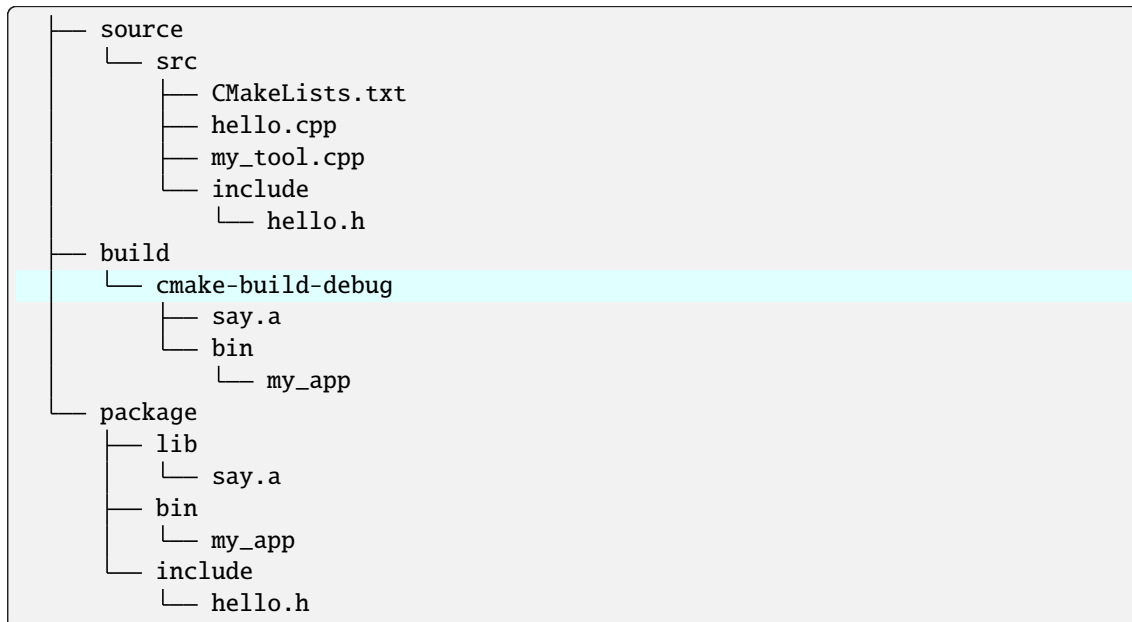 ├── source
│   └── src
│       ├── CMakeLists.txt
│       ├── hello.cpp
│       ├── my_tool.cpp
│       └── include
│           └── hello.h
├── build
│   └── cmake-build-debug
│       ├── say.a
│       └── bin
│           └── my_app
└── package
    ├── lib
    │   └── say.a
    ├── bin
    │   └── my_app
    └── include
        └── hello.h